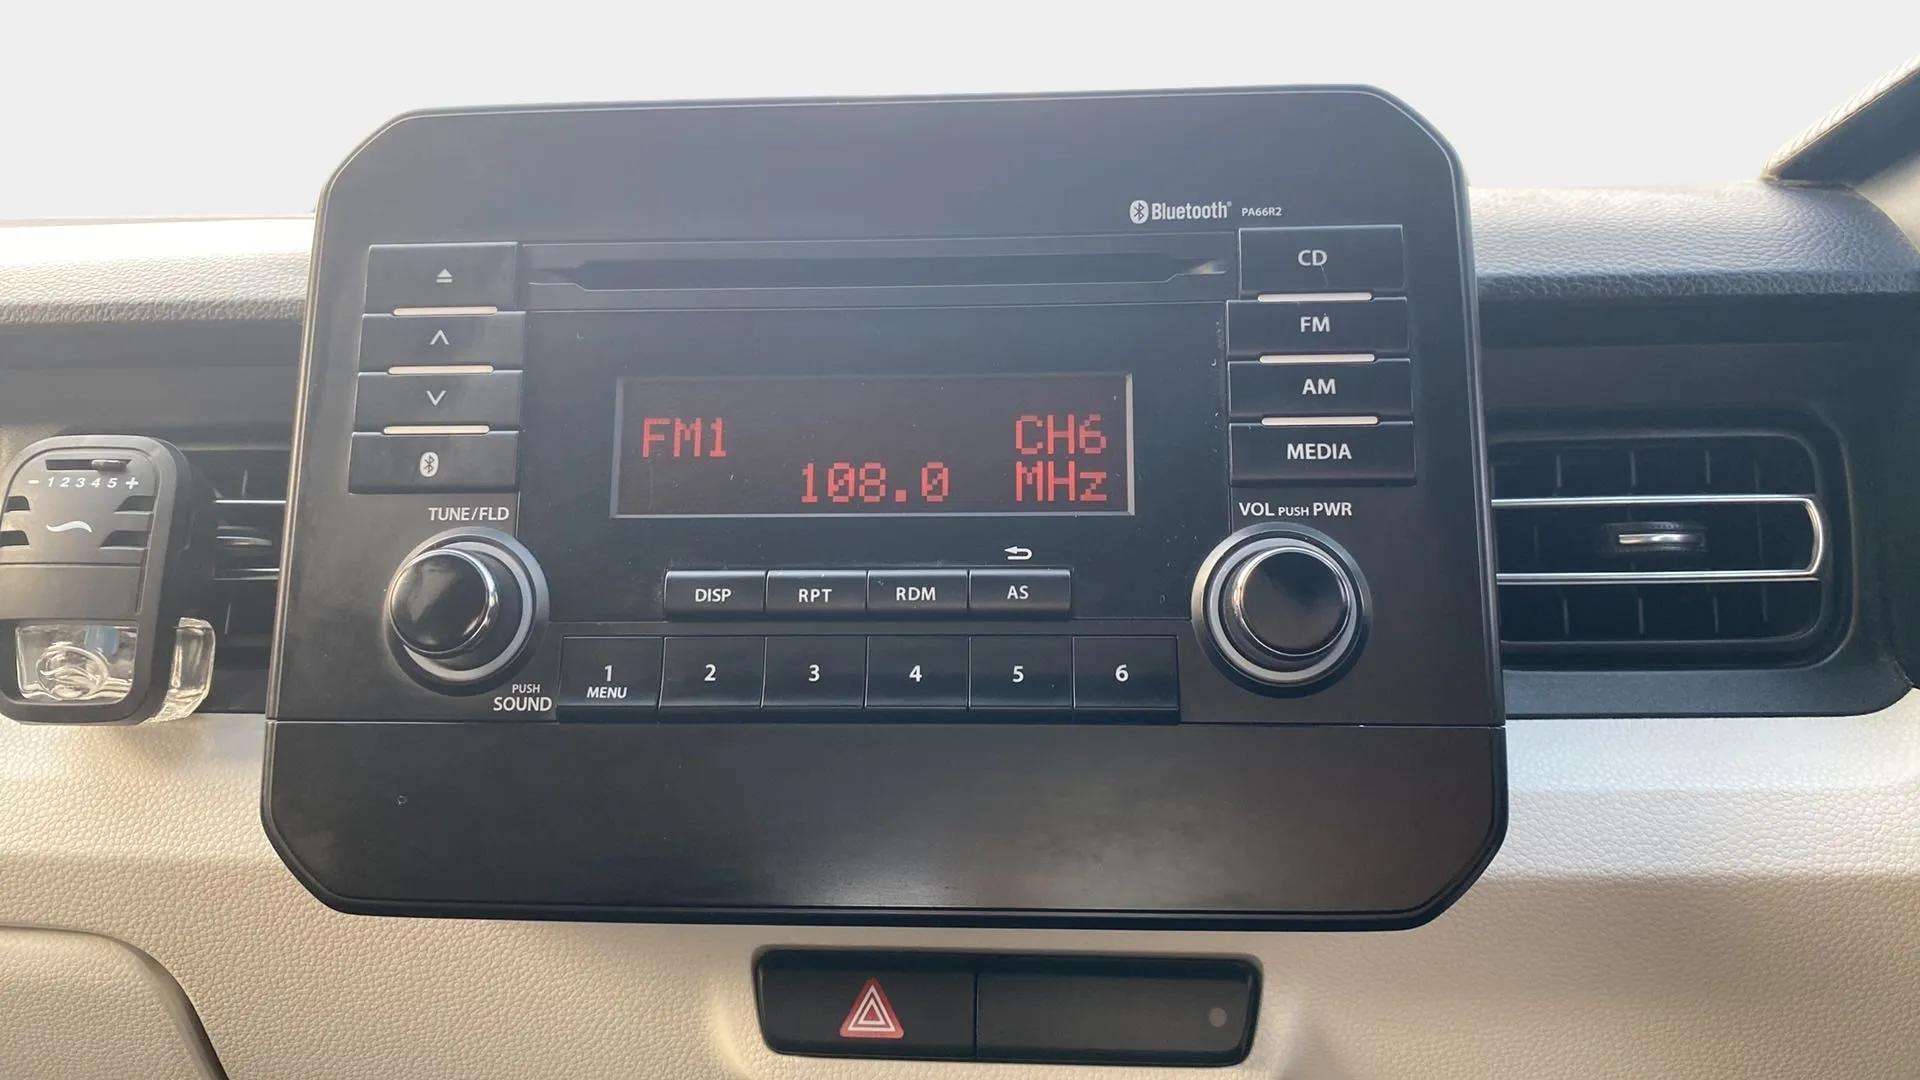 Bluetooth® PA66R2
CD
FM
AM
MEDIA
FM1 CH6
108.0 MHz
- 1 2 3 4 5 +
TUNE/FLD
VOL PUSH PWR
DISP RPT RDM AS
1 2 3 4 5 6
MENU
PUSH
SOUND